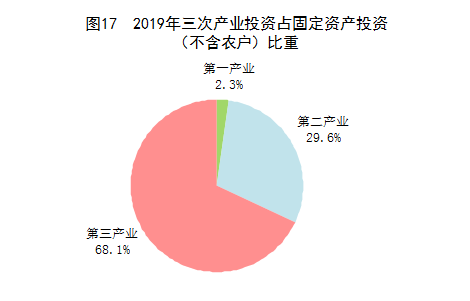 图17  2019年三次产业投资占固定资产投资
（不含农户）比重
第一产业
2.3%
第二产业
29.6%
第三产业
68.1%